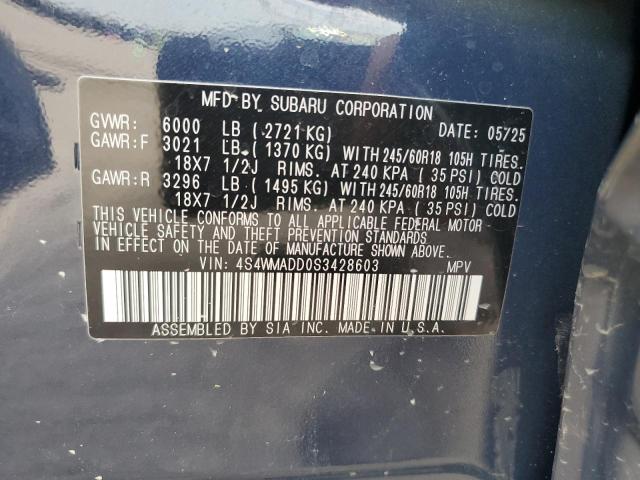 MFD BY SUBARU CORPORATION
GVWR: 6000 LB ( 2721 KG) DATE: 05/25
GAWR:F 3021 LB ( 1370 KG) WITH 245/60R18 105H TIRES.
18X7 1/2J RIMS. AT 240 KPA ( 35 PSI) COLD
GAWR:R 3296 LB ( 1495 KG) WITH 245/60R18 105H TIRES.
18X7 1/2J RIMS. AT 240 KPA ( 35 PSI) COLD
THIS VEHICLE CONFORMS TO ALL APPLICABLE FEDERAL MOTOR
VEHICLE SAFETY AND THEFT PREVENTION STANDARDS
IN EFFECT ON THE DATE OF MANUFACTURE SHOWN ABOVE.
VIN: 4S4WMADD0S3428603 MPV
ASSEMBLED BY SIA INC. MADE IN U.S.A.